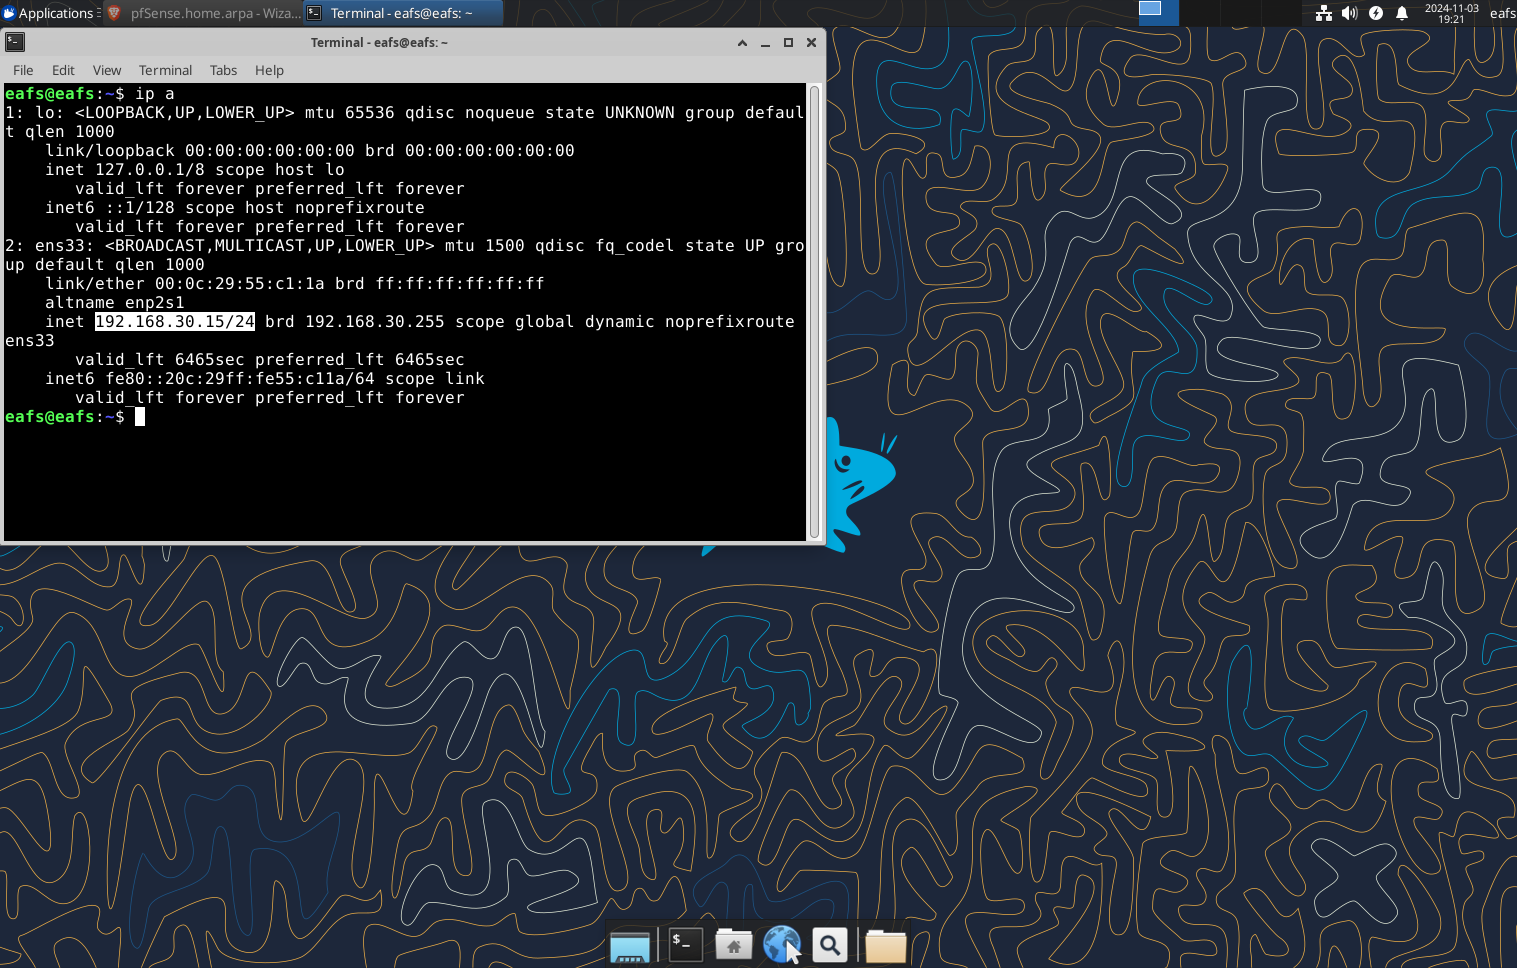 Applications
pfSense.home.arpa - Wiza...
Terminal - eafs@eafs: ~
2024-11-03
19:21
eafs
Terminal - eafs@eafs: ~
File Edit View Terminal Tabs Help
eafs@eafs:~$ ip a
1: lo: <LOOPBACK,UP,LOWER_UP> mtu 65536 qdisc noqueue state UNKNOWN group defaul
t qlen 1000
link/loopback 00:00:00:00:00:00 brd 00:00:00:00:00:00
inet 127.0.0.1/8 scope host lo
valid_lft forever preferred_lft forever
inet6 ::1/128 scope host noprefixroute
valid_lft forever preferred_lft forever
2: ens33: <BROADCAST,MULTICAST,UP,LOWER_UP> mtu 1500 qdisc fq_codel state UP gro
up default qlen 1000
link/ether 00:0c:29:55:c1:1a brd ff:ff:ff:ff:ff:ff
altname enp2s1
inet 192.168.30.15/24 brd 192.168.30.255 scope global dynamic noprefixroute
ens33
valid_lft 6465sec preferred_lft 6465sec
inet6 fe80::20c:29ff:fe55:c11a/64 scope link
valid_lft forever preferred_lft forever
eafs@eafs:~$